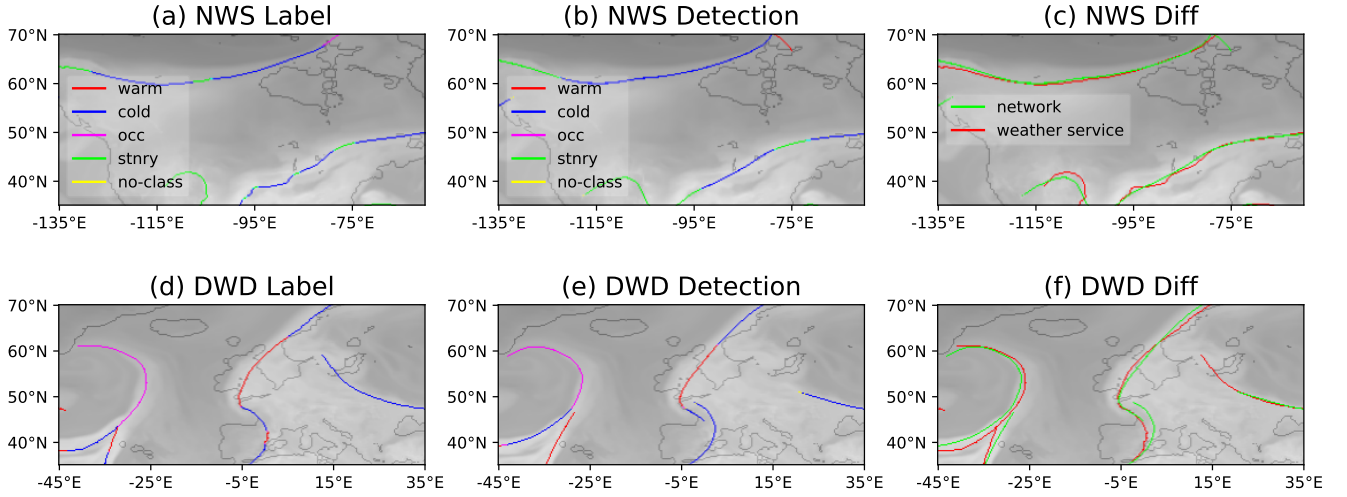 (a) NWS Label
(b) NWS Detection
(c) NWS Diff
70°N
60°N
50°N
40°N
warm
cold
occ
stnry
no-class
-135°E
-115°E
-95°E
-75°E
70°N
60°N
50°N
40°N
warm
cold
occ
stnry
no-class
-135°E
-115°E
-95°E
-75°E
70°N
60°N
50°N
40°N
network
weather service
-135°E
-115°E
-95°E
-75°E
(d) DWD Label
(e) DWD Detection
(f) DWD Diff
70°N
60°N
50°N
40°N
-45°E
-25°E
-5°E
15°E
35°E
70°N
60°N
50°N
40°N
-45°E
-25°E
-5°E
15°E
35°E
70°N
60°N
50°N
40°N
-45°E
-25°E
-5°E
15°E
35°E